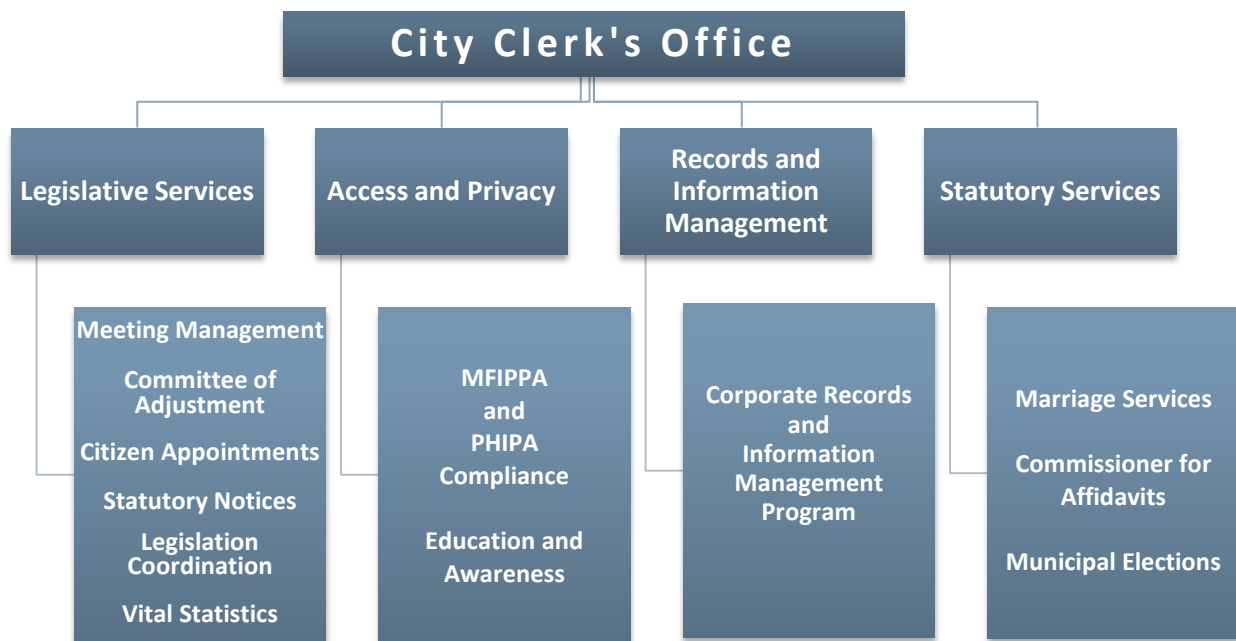 City Clerk's Office
Legislative Services
Access and Privacy
Records and
Information
Management
Statutory Services
Meeting Management
Committee of
Adjustment
Citizen Appointments
Statutory Notices
Legislation
Coordination
Vital Statistics
MFIPPA
and
PHIPA
Compliance
Education and
Awareness
Corporate Records
and
Information
Management
Program
Marriage Services
Commissioner for
Affidavits
Municipal Elections